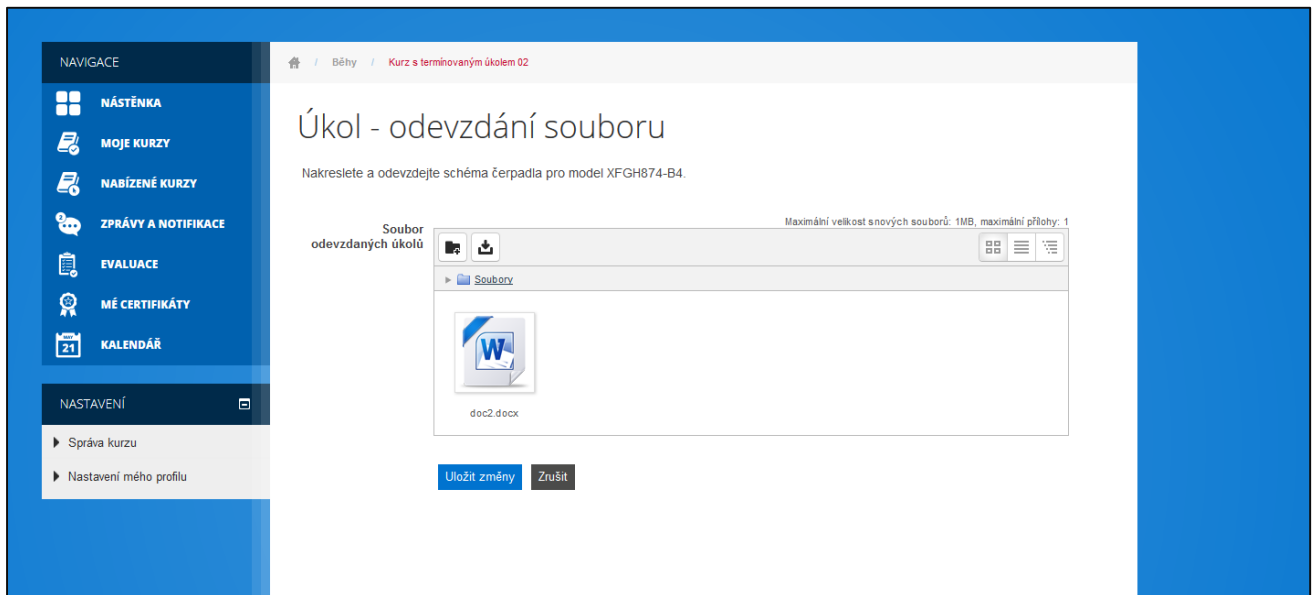 NAVIGACE
NÁSTĚNKA
MOJE KURZY
NABÍZENÉ KURZY
2
ZPRÁVY A NOTIFIKACE
EVALUACE
MÉ CERTIFIKÁTY
21
KALENDÁŘ
NASTAVENÍ
Správa kurzu
Nastavení mého profilu
/ Běhy / Kurz s termínovaným úkolem 02
Úkol - odevzdání souboru
Nakreslete a odevzdejte schéma čerpadla pro model XFGH874-B4.
Soubor
odevzdaných úkolů
Maximální velikost snových souborů: 1MB, maximální přílohy: 1
Soubory
W
doc2.docx
Uložit změny Zrušit